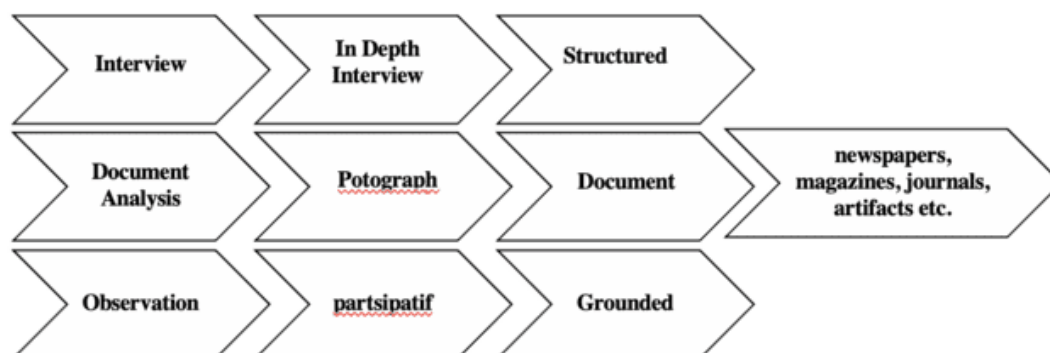 Interview
In Depth
Interview
Structured
Document
Analysis
Potograph
Document
newspapers,
magazines, journals,
artifacts etc.
Observation
partsipatif
Grounded